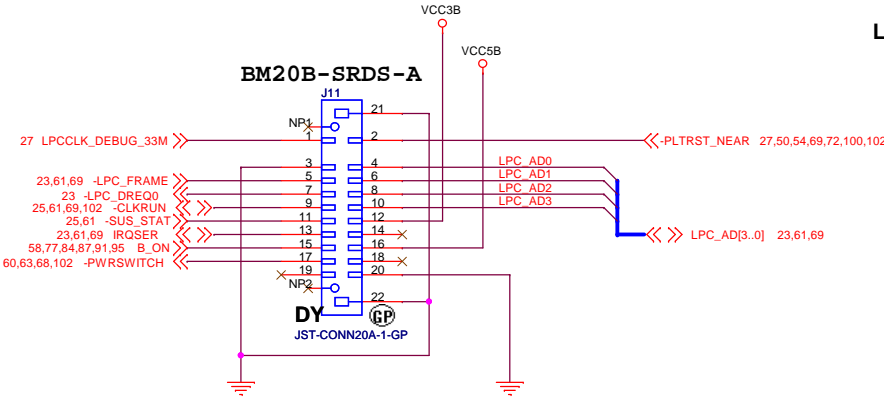 VCC3B
L
VCC5B
BM20B-SRDS-A
J11
21
NP1
27 LPCCLK_DEBUG_33M
1
2
-PLTRST_NEAR 27,50,54,69,72,100,102
3
4
LPC_AD0
23,61,69 -LPC_FRAME
5
6
LPC_AD1
23 -LPC_DREQ0
7
8
LPC_AD2
25,61,69,102 -CLKRUN
9
10
LPC_AD3
25,61 -SUS_STAT
11
12
23,61,69 IRQSER
13
14
LPC_AD[3..0] 23,61,69
58,77,84,87,91,95 B_ON
15
16
60,63,68,102 -PWRSWITCH
17
18
19
20
NP2
22
DY
GP
JST-CONN20A-1-GP